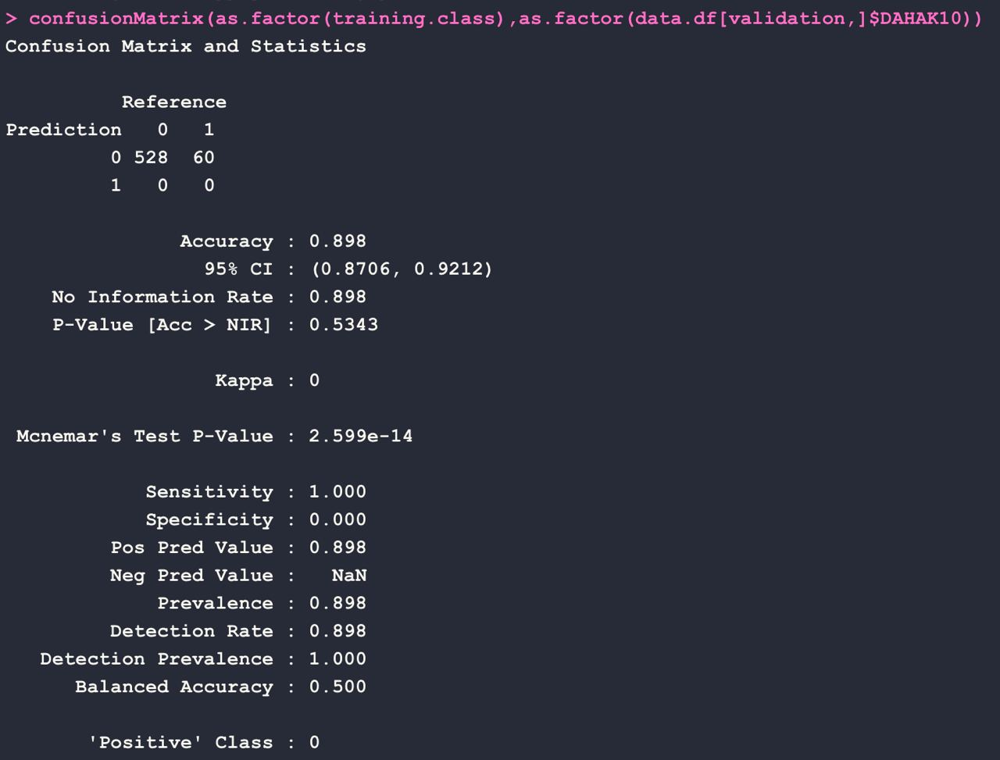 > confusionMatrix(as.factor(training.class),as.factor(data.df[validation,]$DAHAK10))
Confusion Matrix and Statistics
Reference
Prediction 0 1
0 528 60
1 0 0
Accuracy : 0.898
95% CI : (0.8706, 0.9212)
No Information Rate : 0.898
P-Value [Acc > NIR] : 0.5343
Kappa : 0
Mcnemar's Test P-Value : 2.599e-14
Sensitivity : 1.000
Specificity : 0.000
Pos Pred Value : 0.898
Neg Pred Value : NaN
Prevalence : 0.898
Detection Rate : 0.898
Detection Prevalence : 1.000
Balanced Accuracy : 0.500
'Positive' Class : 0